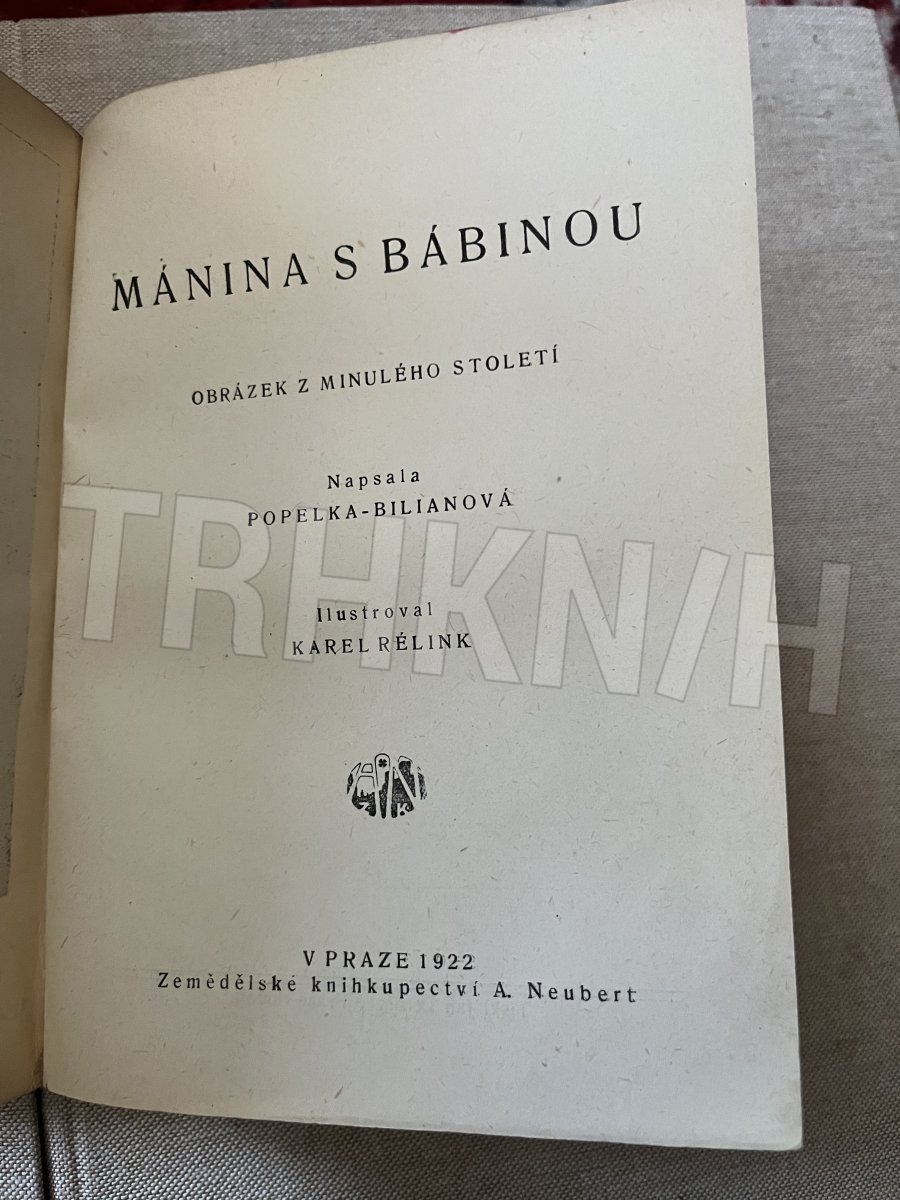 MÁNINA S BÁBINOU
OBRÁZEK Z MINULÉHO STOLETÍ
Napsala
POPELKA-BILIANOVÁ
Ilustroval
KAREL RÉLINK
TRHKNIH
V PRAZE 1922
Zemědělské knihkupectví A. Neubert